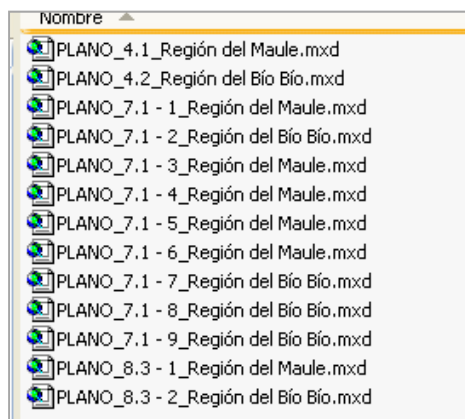 Nombre
PLANO_4.1_Región del Maule.mxd
PLANO_4.2_Región del Bío Bío.mxd
PLANO_7.1 - 1_Región del Maule.mxd
PLANO_7.1 - 2_Región del Bío Bío.mxd
PLANO_7.1 - 3_Región del Maule.mxd
PLANO_7.1 - 4_Región del Maule.mxd
PLANO_7.1 - 5_Región del Maule.mxd
PLANO_7.1 - 6_Región del Maule.mxd
PLANO_7.1 - 7_Región del Bío Bío.mxd
PLANO_7.1 - 8_Región del Bío Bío.mxd
PLANO_7.1 - 9_Región del Bío Bío.mxd
PLANO_8.3 - 1_Región del Maule.mxd
PLANO_8.3 - 2_Región del Bío Bío.mxd